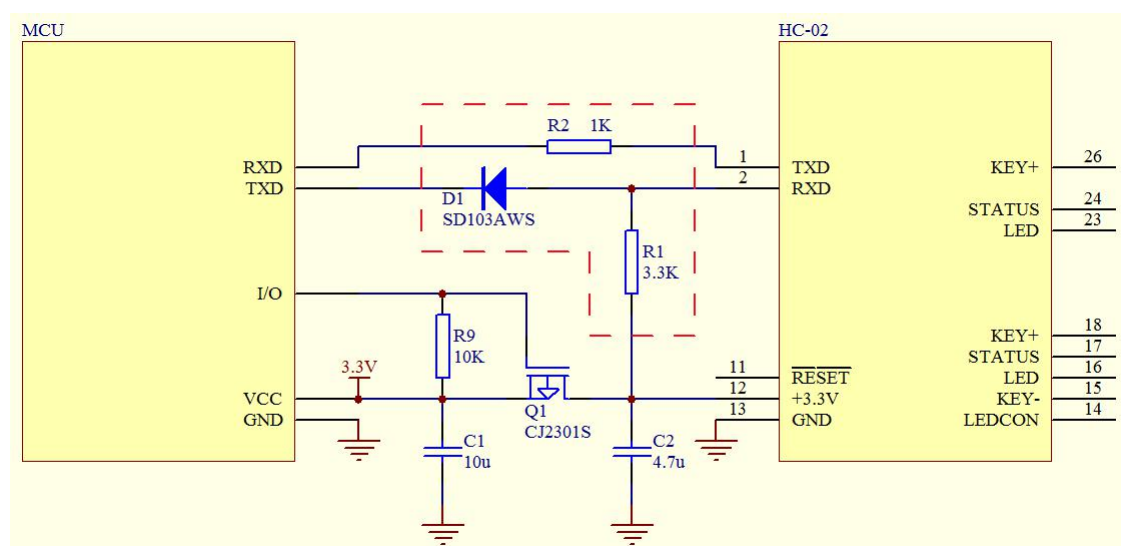 MCU
HC-02
R2 1K
RXD
1
TXD
KEY+
26
TXD
2
RXD
D1
SD103AWS
STATUS
24
LED
23
R1
3.3K
I/O
R9
10K
KEY+
18
STATUS
17
3.3V
11
RESET
LED
16
VCC
12
+3.3V
KEY-
15
Q1
CJ2301S
GND
13
GND
LEDCON
14
C1
10u
C2
4.7u